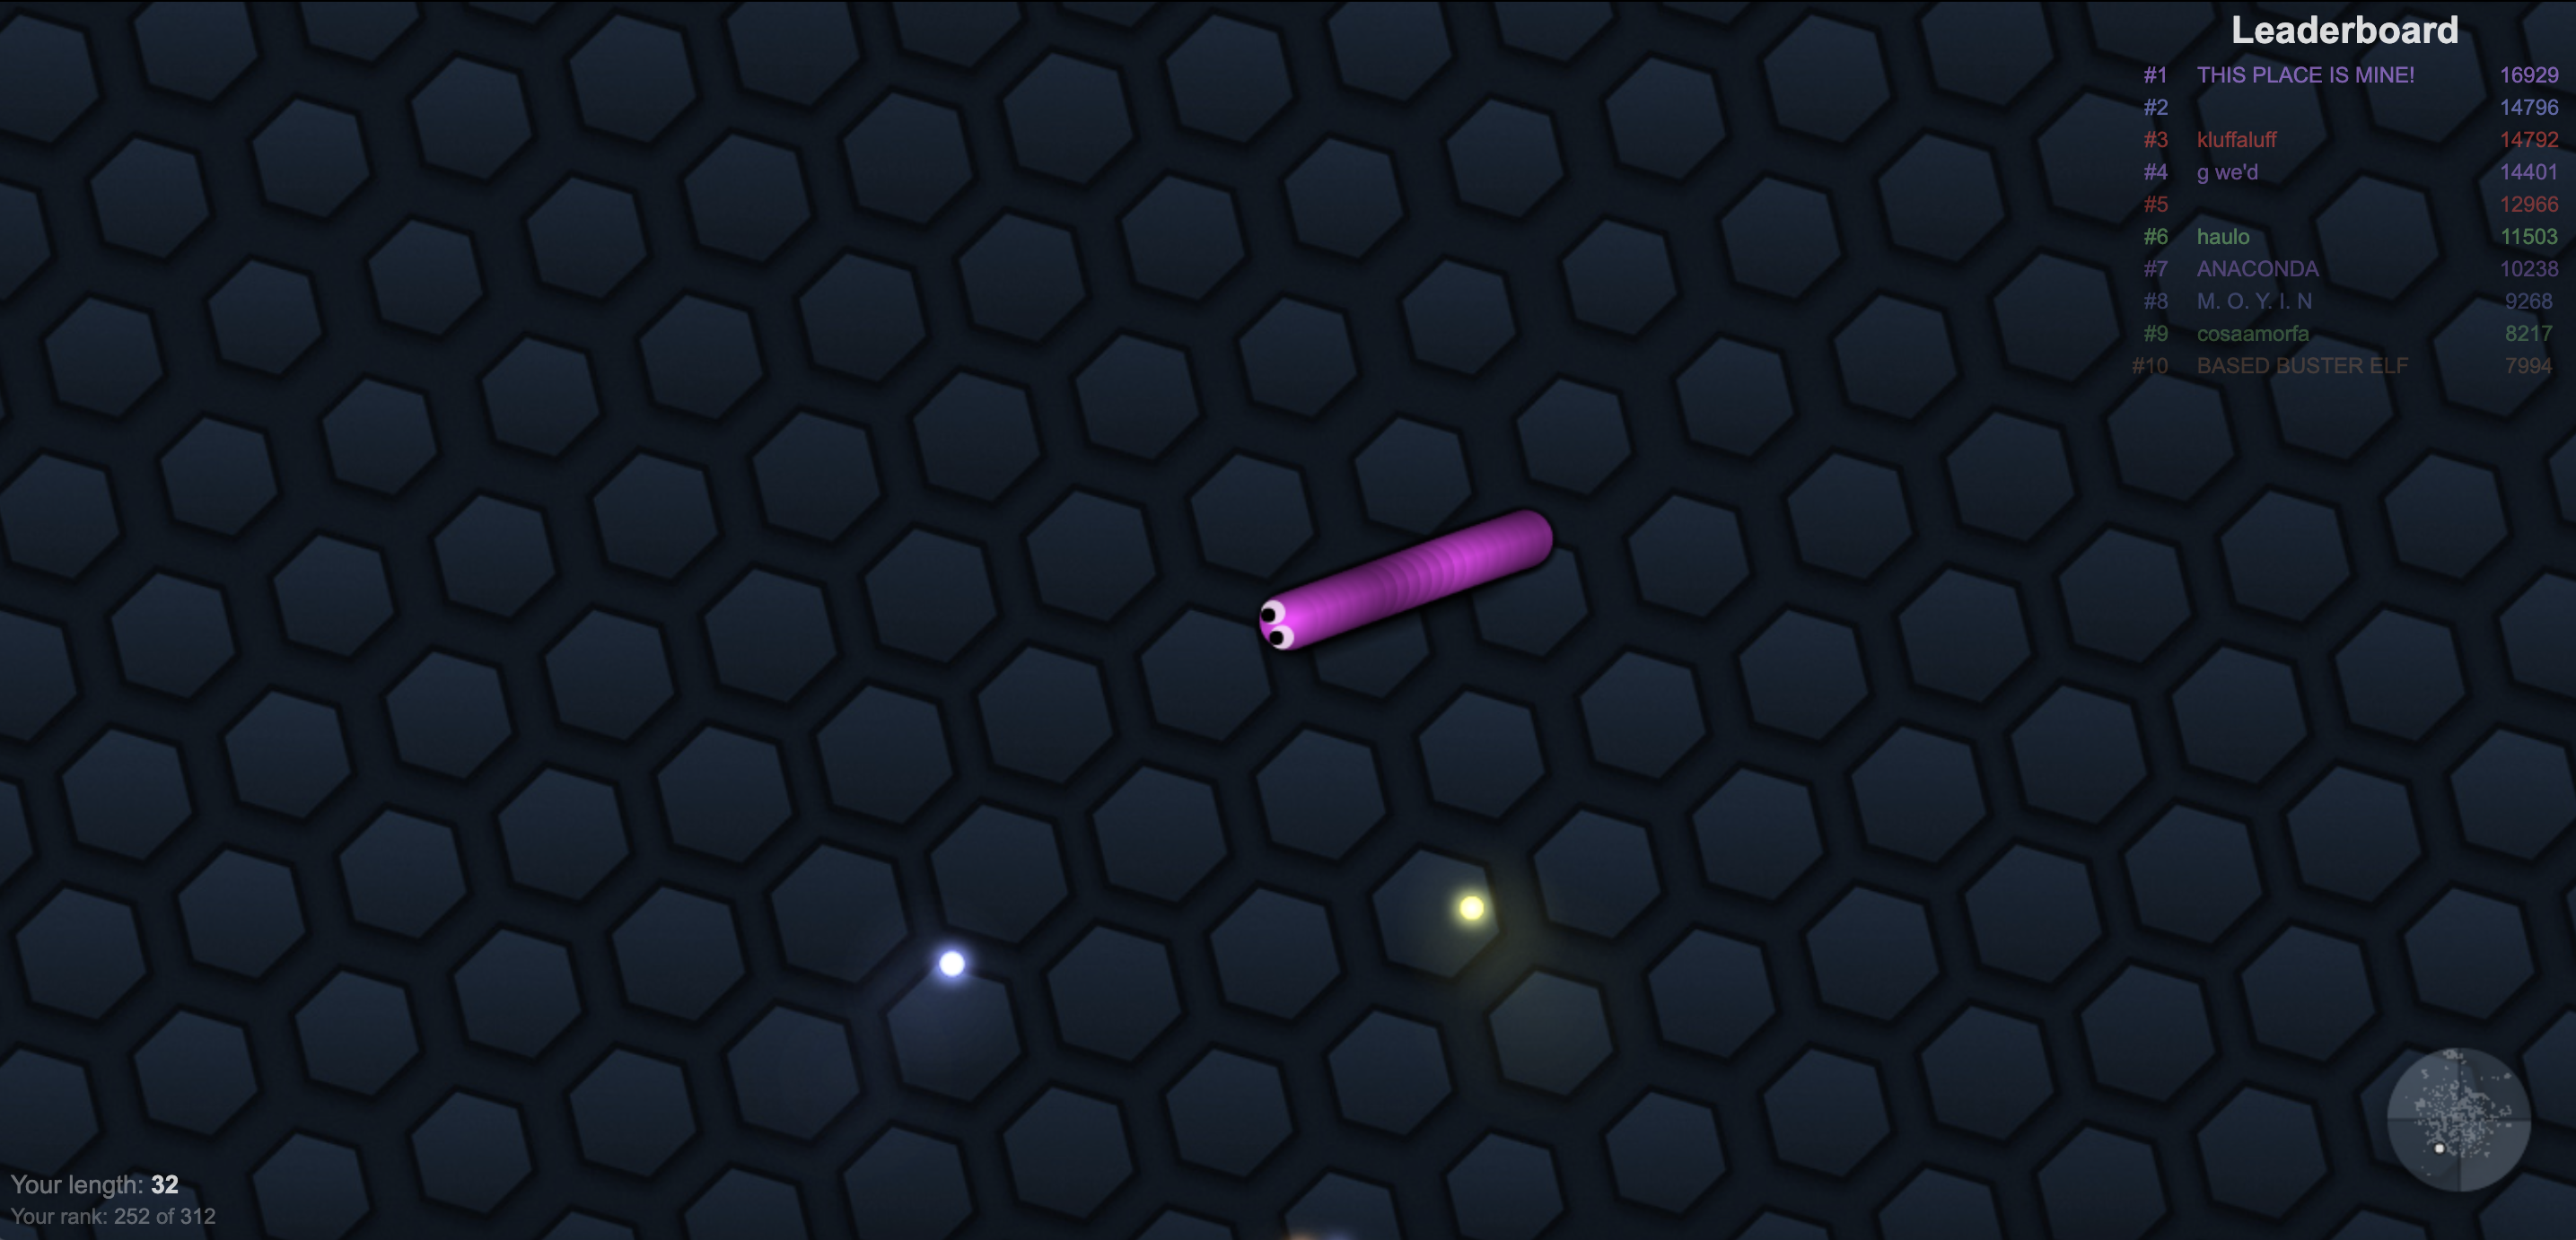 Leaderboard
#1 THIS PLACE IS MINE! 16929
#2 14796
#3 kluffaluff 14792
#4 g we'd 14401
#5 12966
#6 haulo 11503
#7 ANACONDA 10238
#8 M. O. Y. I. N 9268
#9 cosaamorfa 8217
#10 BASED BUSTER ELF 7994
Your length: 32
Your rank: 252 of 312